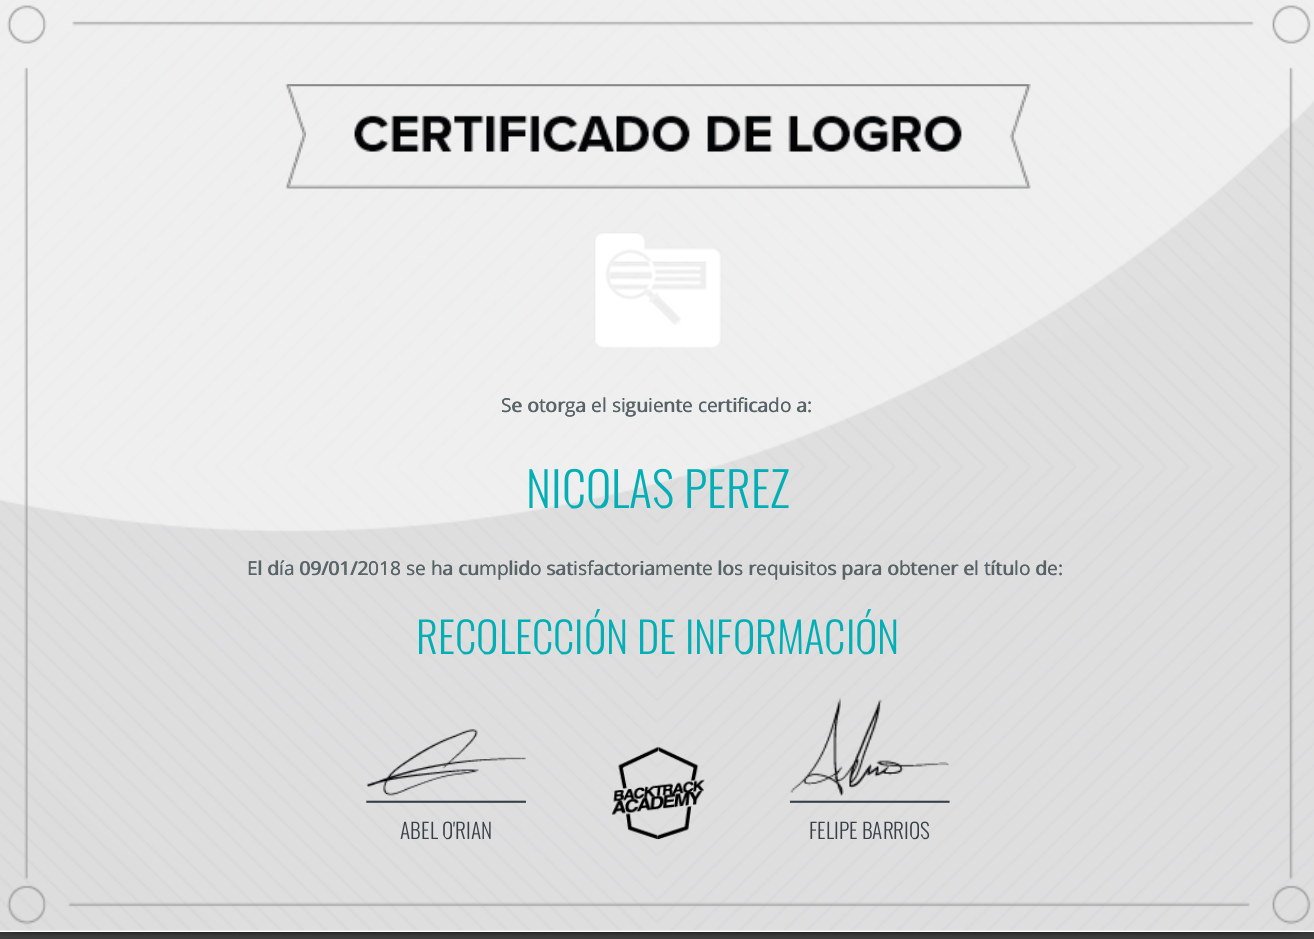 CERTIFICADO DE LOGRO
Se otorga el siguiente certificado a:
NICOLAS PEREZ
El día 09/01/2018 se ha cumplido satisfactoriamente los requisitos para obtener el título de:
RECOLECCIÓN DE INFORMACIÓN
BACKTRACK
ACADEMY
ABEL O'RIAN
FELIPE BARRIOS